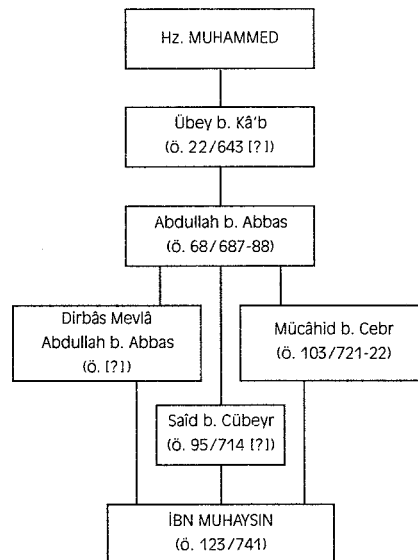 Hz. MUHAMMED
Übey b. Kâ'b
(ö. 22/643 [?])
Abdullah b. Abbas
(ö. 68/687-88)
Dirbâs Mevlâ
Abdullah b. Abbas
(ö. [?])
Mücâhid b. Cebr
(ö. 103/721-22)
Saîd b. Cübeyr
(ö. 95/714 [?])
İBN MUHAYSIN
(ö. 123/741)